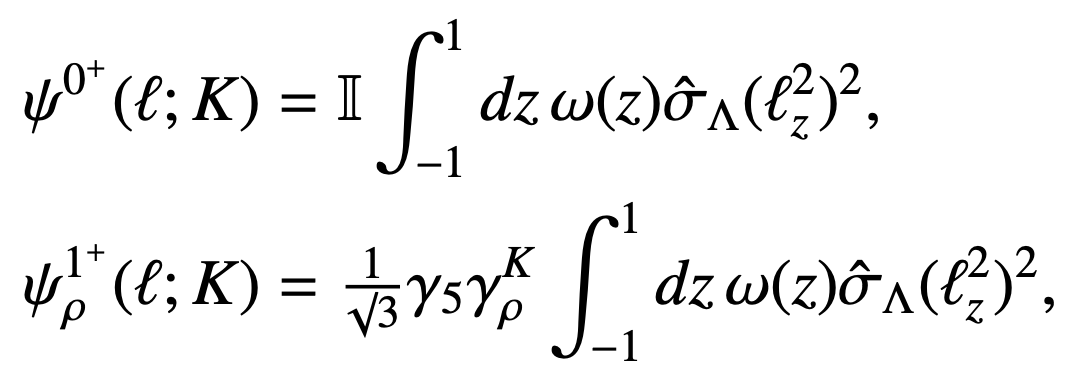 ψ^{0^+}(ℓ; K) = 𝕀 ∫_{-1}^{1} dz ω(z) σ̂_Λ(ℓ_z^2)^2,
ψ_ρ^{1^+}(ℓ; K) = \frac{1}{√3} γ_5 γ_ρ^K ∫_{-1}^{1} dz ω(z) σ̂_Λ(ℓ_z^2)^2,